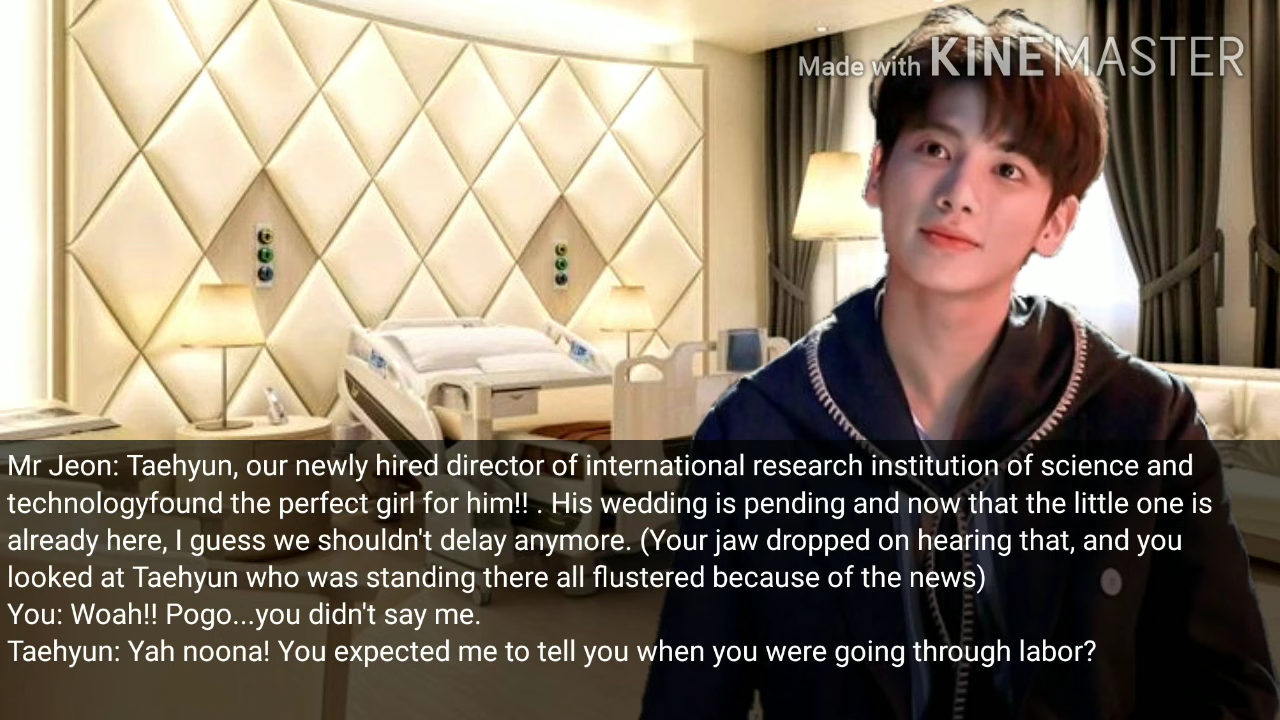 Made with KINEMASTER
Mr Jeon: Taehyun, our newly hired director of international research institution of science and
technologyfound the perfect girl for him!! . His wedding is pending and now that the little one is
already here, I guess we shouldn't delay anymore. (Your jaw dropped on hearing that, and you
looked at Taehyun who was standing there all flustered because of the news)
You: Woah!! Pogo...you didn't say me.
Taehyun: Yah noona! You expected me to tell you when you were going through labor?